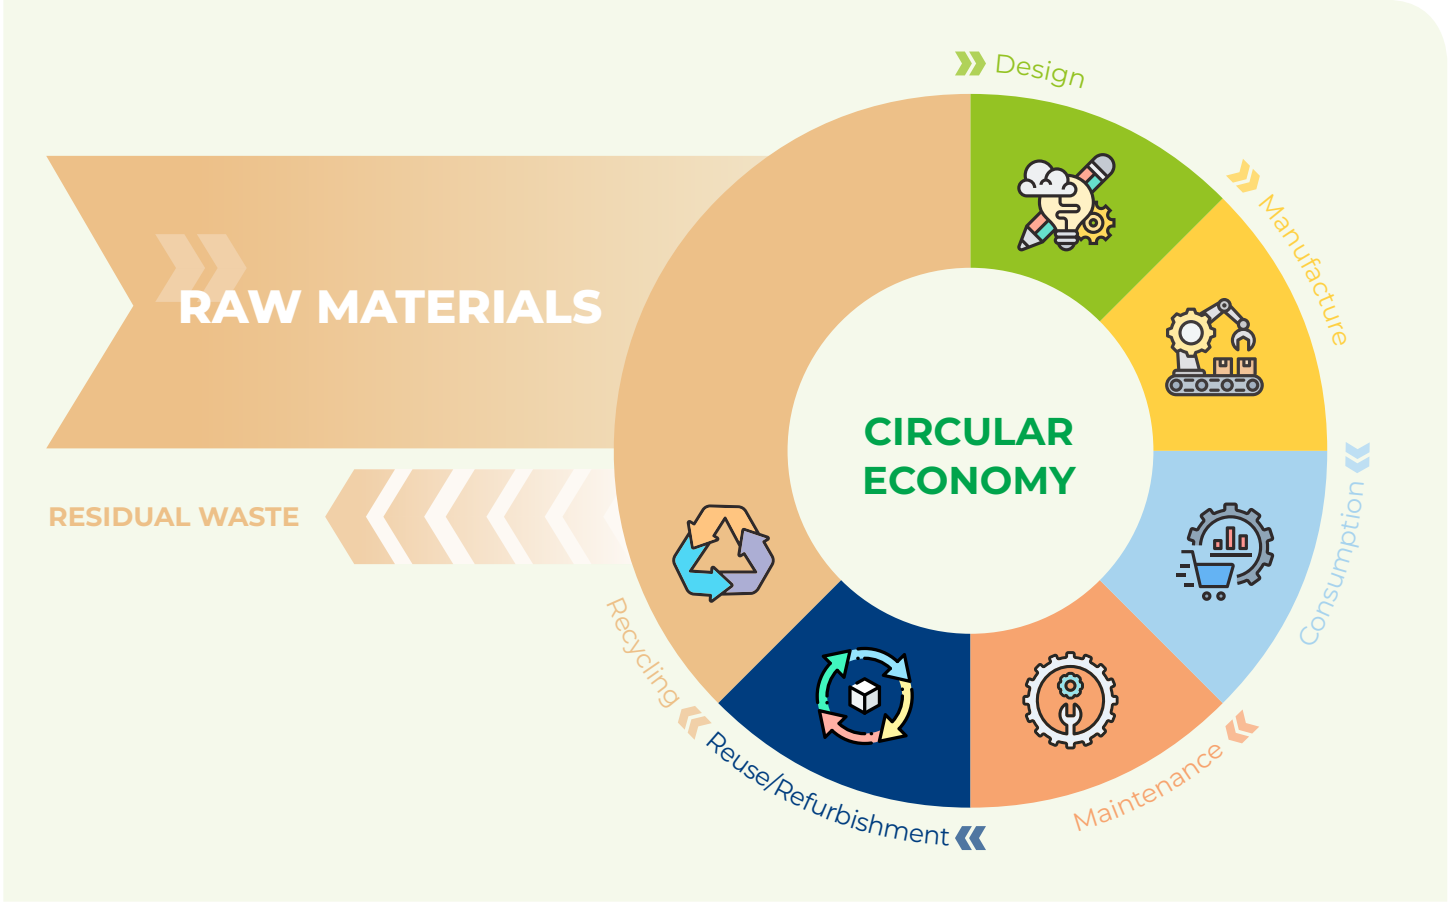 Design
Manufacture
RAW MATERIALS
CIRCULAR
ECONOMY
RESIDUAL WASTE
Consumption
Recycling
Maintenance
Reuse/Refurbishment